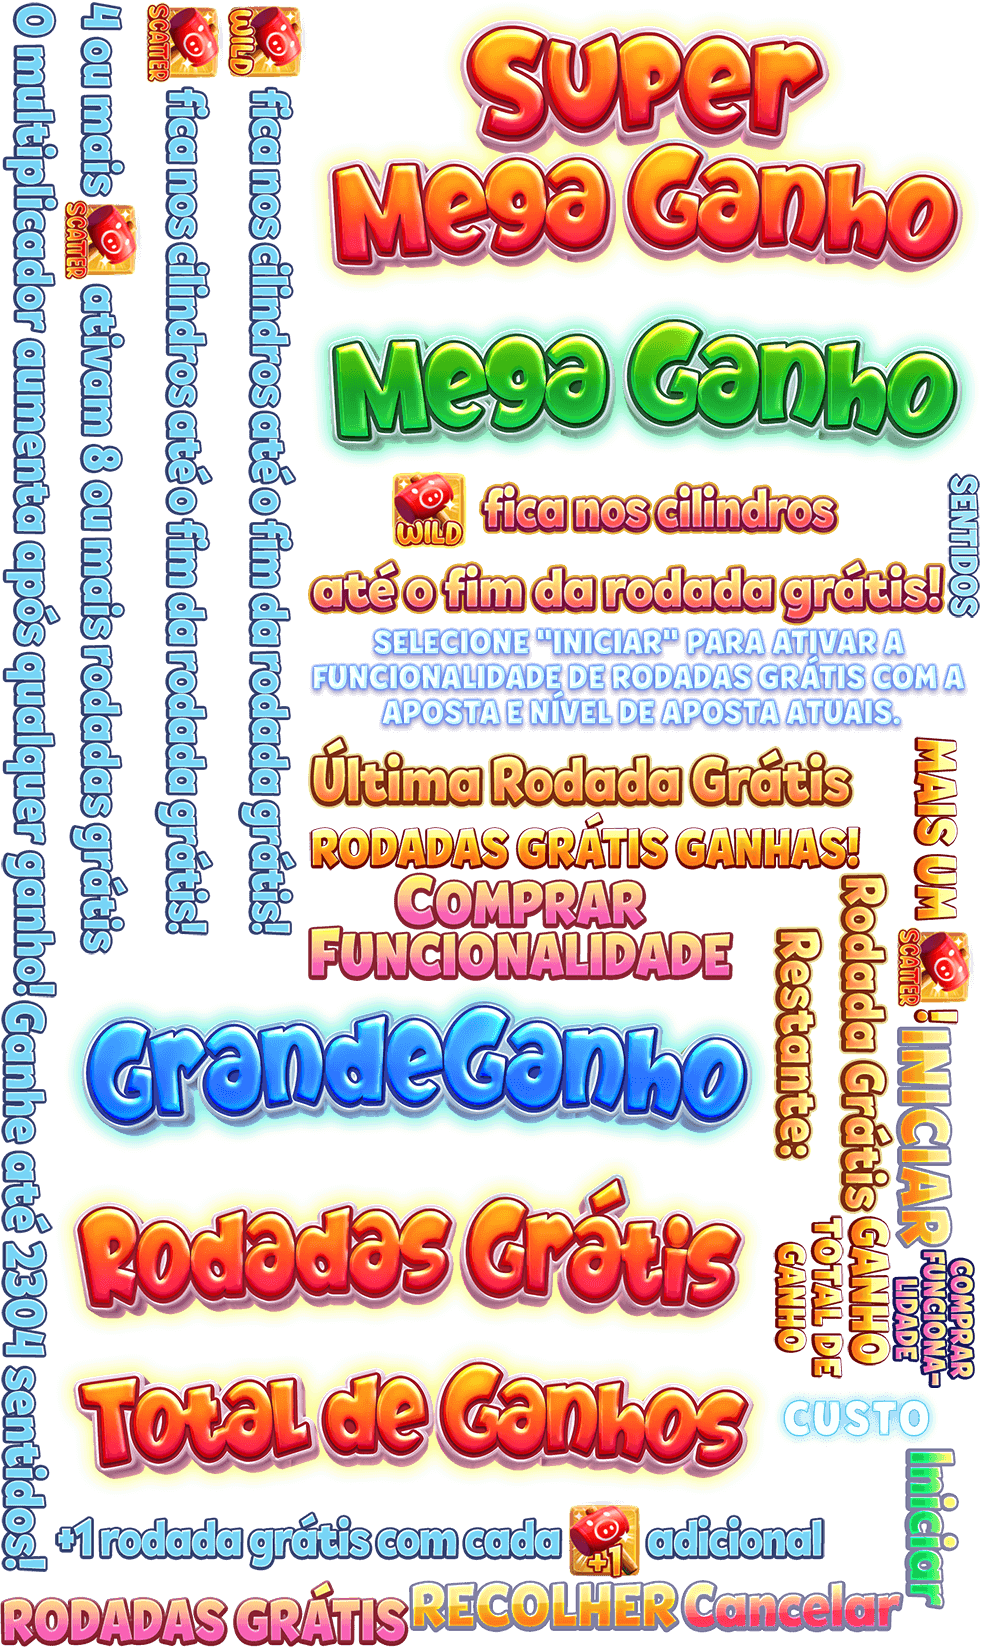 O multiplicador aumenta após qualquer ganho!
Ganhe até 2304 sentidos!
4 ou mais SCATTER ativam 8 ou mais rodadas grátis
SCATTER fica nos cilindros até o fim da rodada grátis!
WILD fica nos cilindros até o fim da rodada grátis!
Super
Mega Ganho
Mega Ganho
WILD fica nos cilindros
até o fim da rodada grátis!
SENTIDOS
SELECIONE "INICIAR" PARA ATIVAR A
FUNCIONALIDADE DE RODADAS GRÁTIS COM A
APOSTA E NÍVEL DE APOSTA ATUAIS.
Última Rodada Grátis
RODADAS GRÁTIS GANHAS!
COMPRAR
FUNCIONALIDADE
MAIS UM SCATTER!
Rodada Grátis
Restante:
GrandeGanho
INICIAR
Rodadas Grátis
GANHO
TOTAL DE
GANHO
COMPRAR
FUNCIONA-
LIDADE
Total de Ganhos
CUSTO
Iniciar
+1 rodada grátis com cada +1 adicional
RODADAS GRÁTIS
RECOLHER
Cancelar